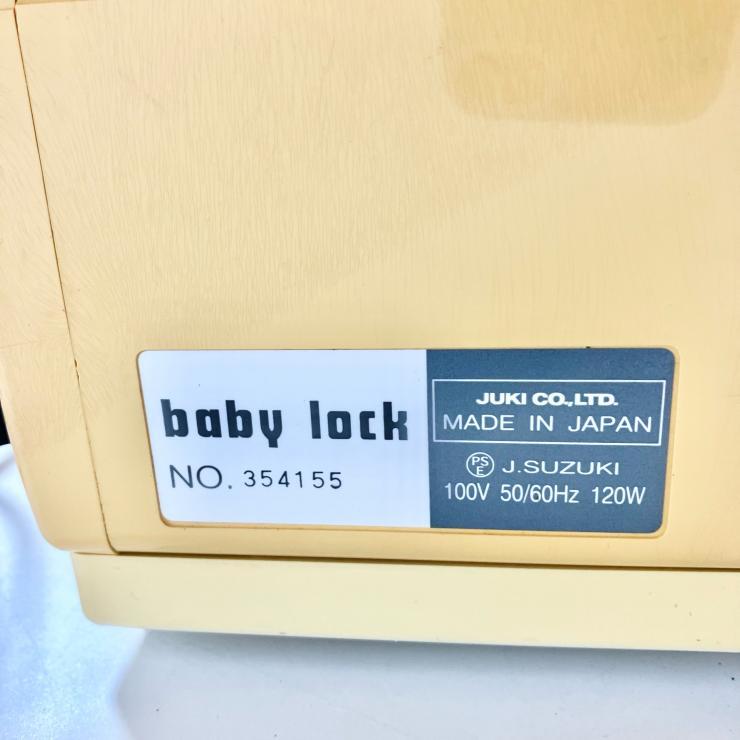 baby lock
NO. 354155
JUKI CO.,LTD.
MADE IN JAPAN
PS
E J.SUZUKI
100V 50/60Hz 120W